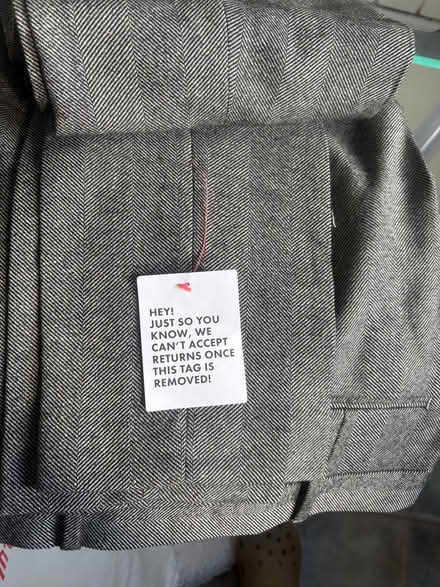 HEY!
JUST SO YOU
KNOW, WE
CAN'T ACCEPT
RETURNS ONCE
THIS TAG IS
REMOVED!